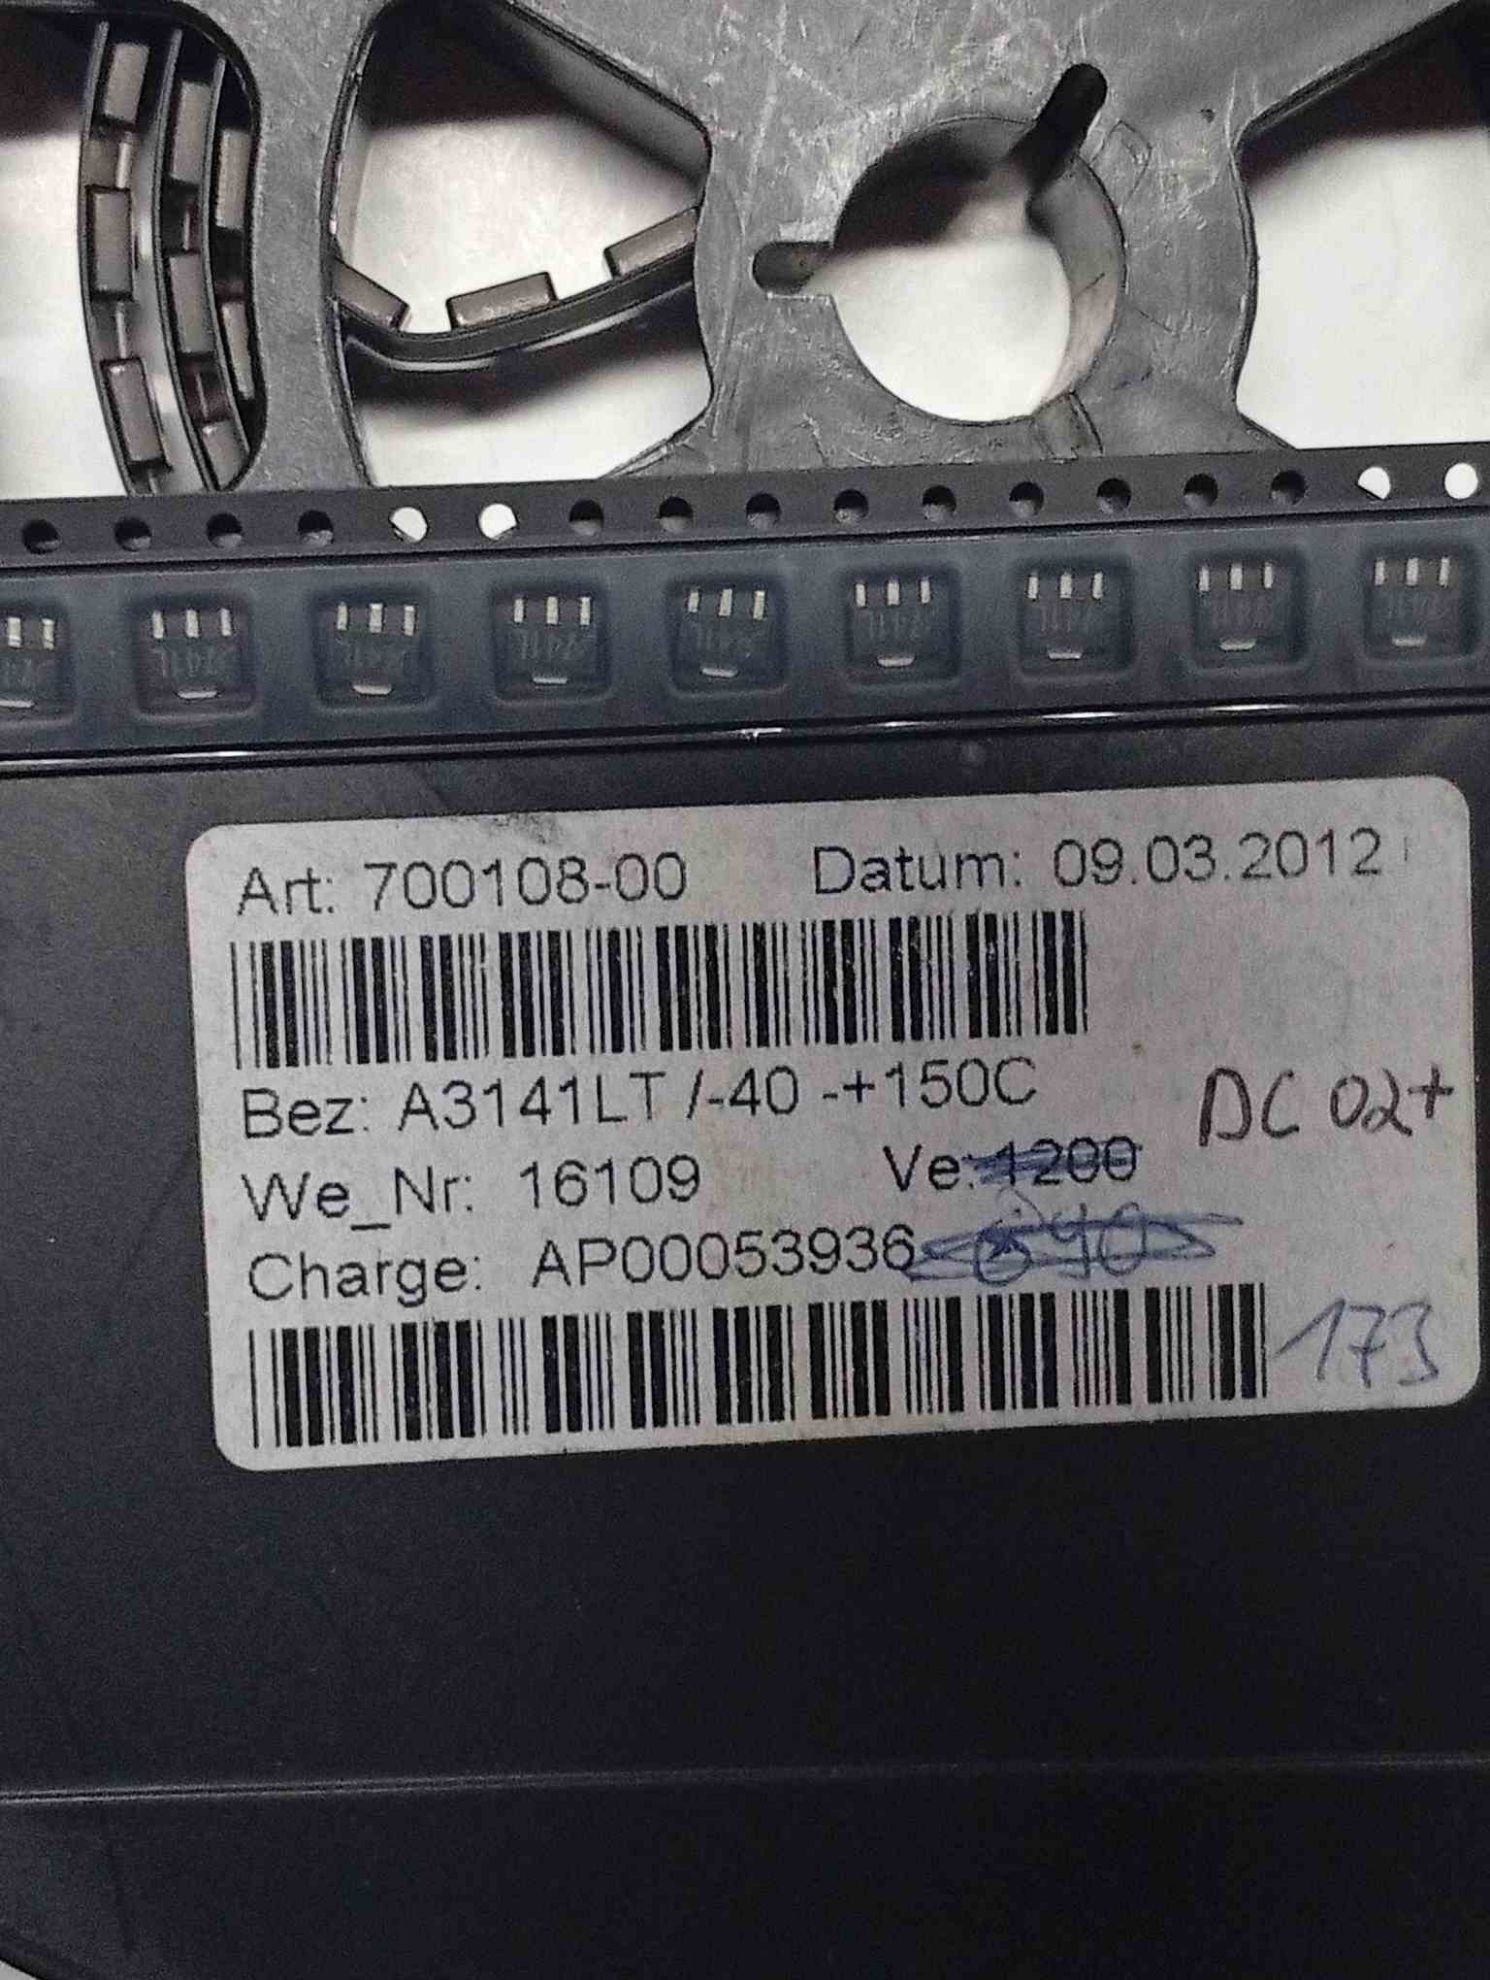 Art: 700108-00 Datum: 09.03.2012
Bez: A3141LT /-40 -+150C DC 02+
We_Nr: 16109 Ve: 1200
Charge: AP00053936
173